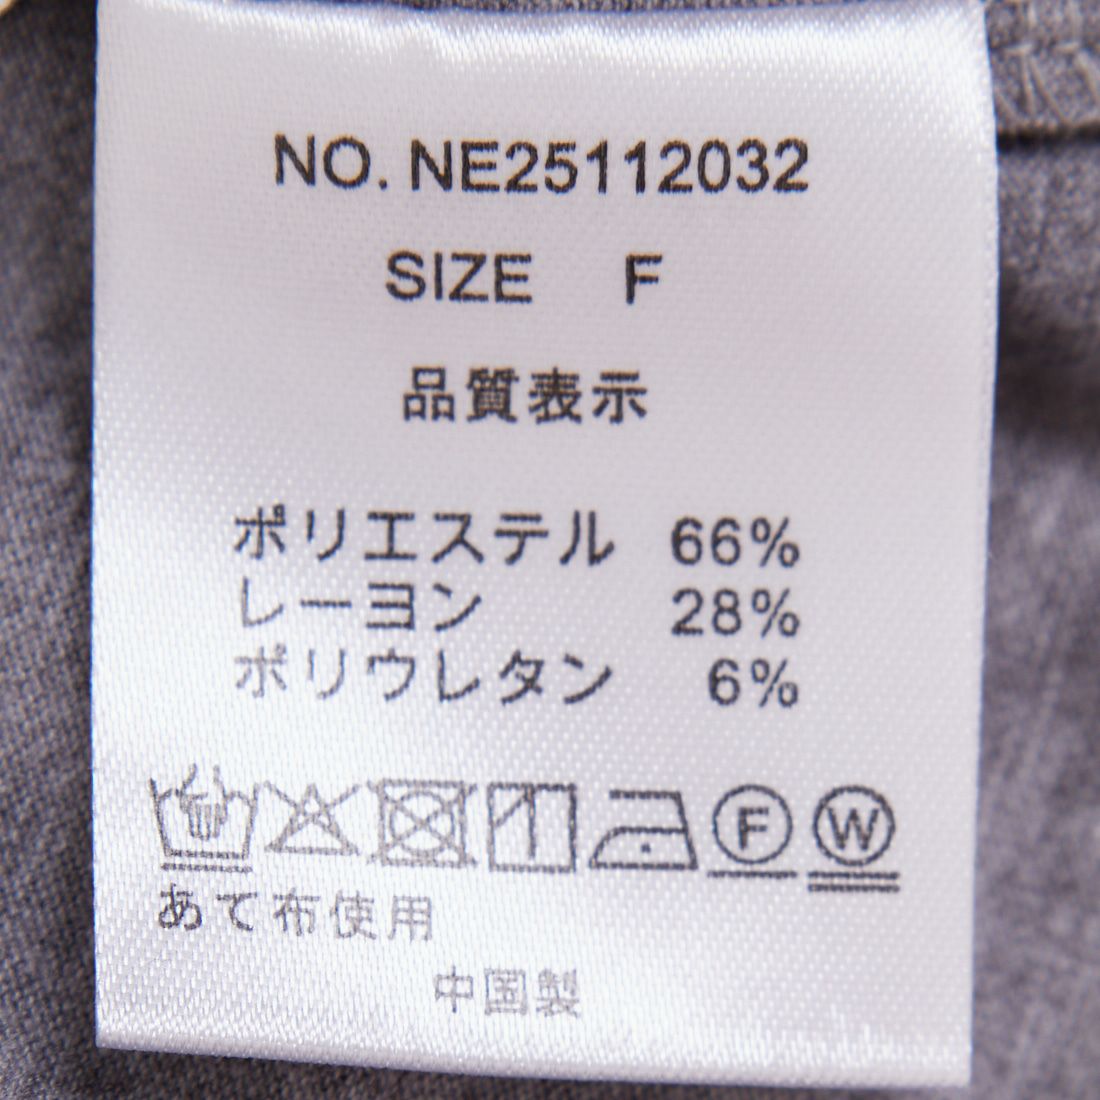 NO. NE25112032
SIZE F
品質表示
ポリエステル 66%
レーヨン 28%
ポリウレタン 6%
F W
あて布使用
中国製